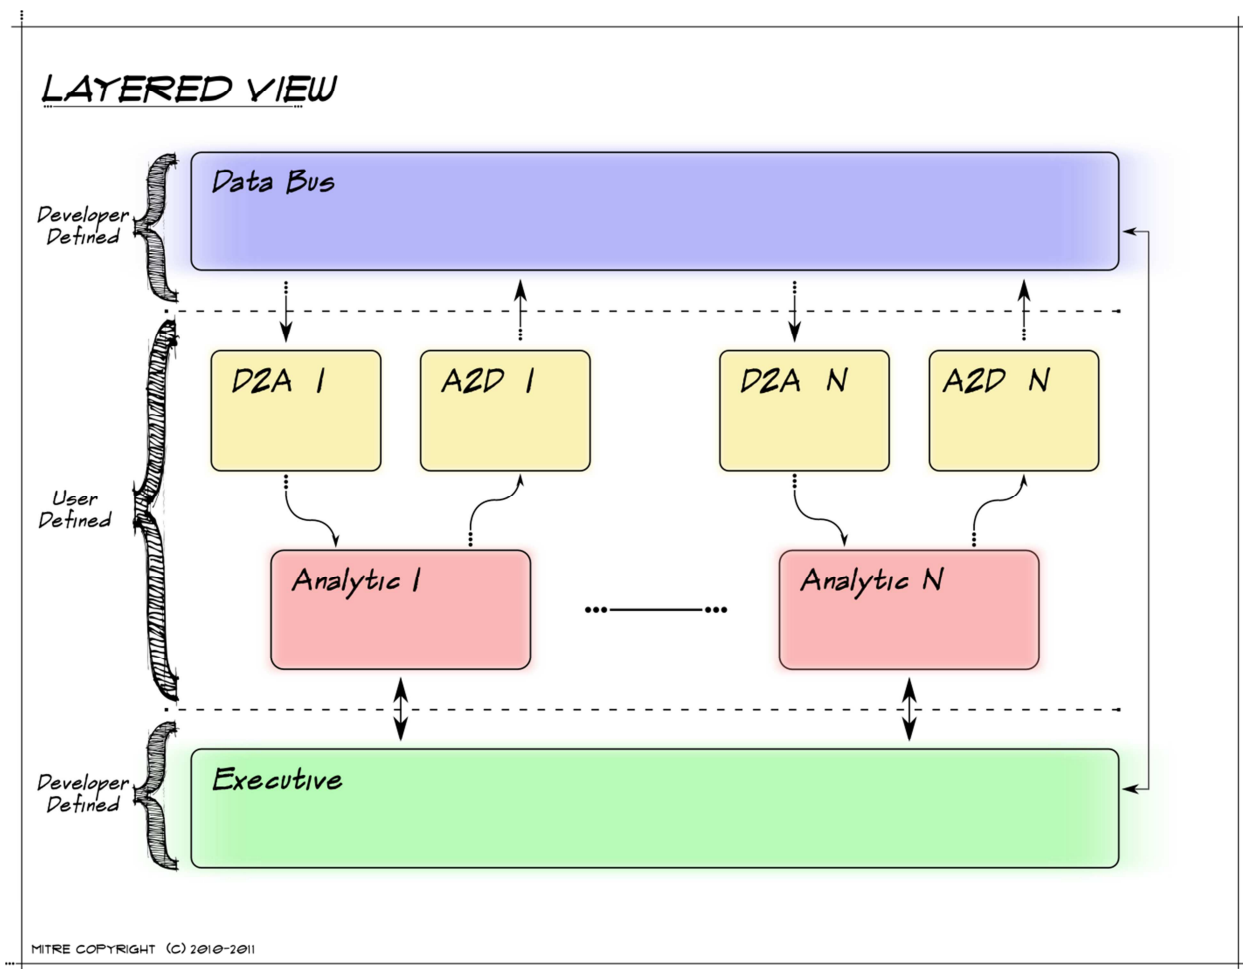 LAYERED VIEW
Data Bus
Developer
Defined
D2A 1
A2D 1
D2A N
A2D N
User
Defined
Analytic 1
Analytic N
Developer
Defined
Executive
MITRE COPYRIGHT (C) 2010-2011